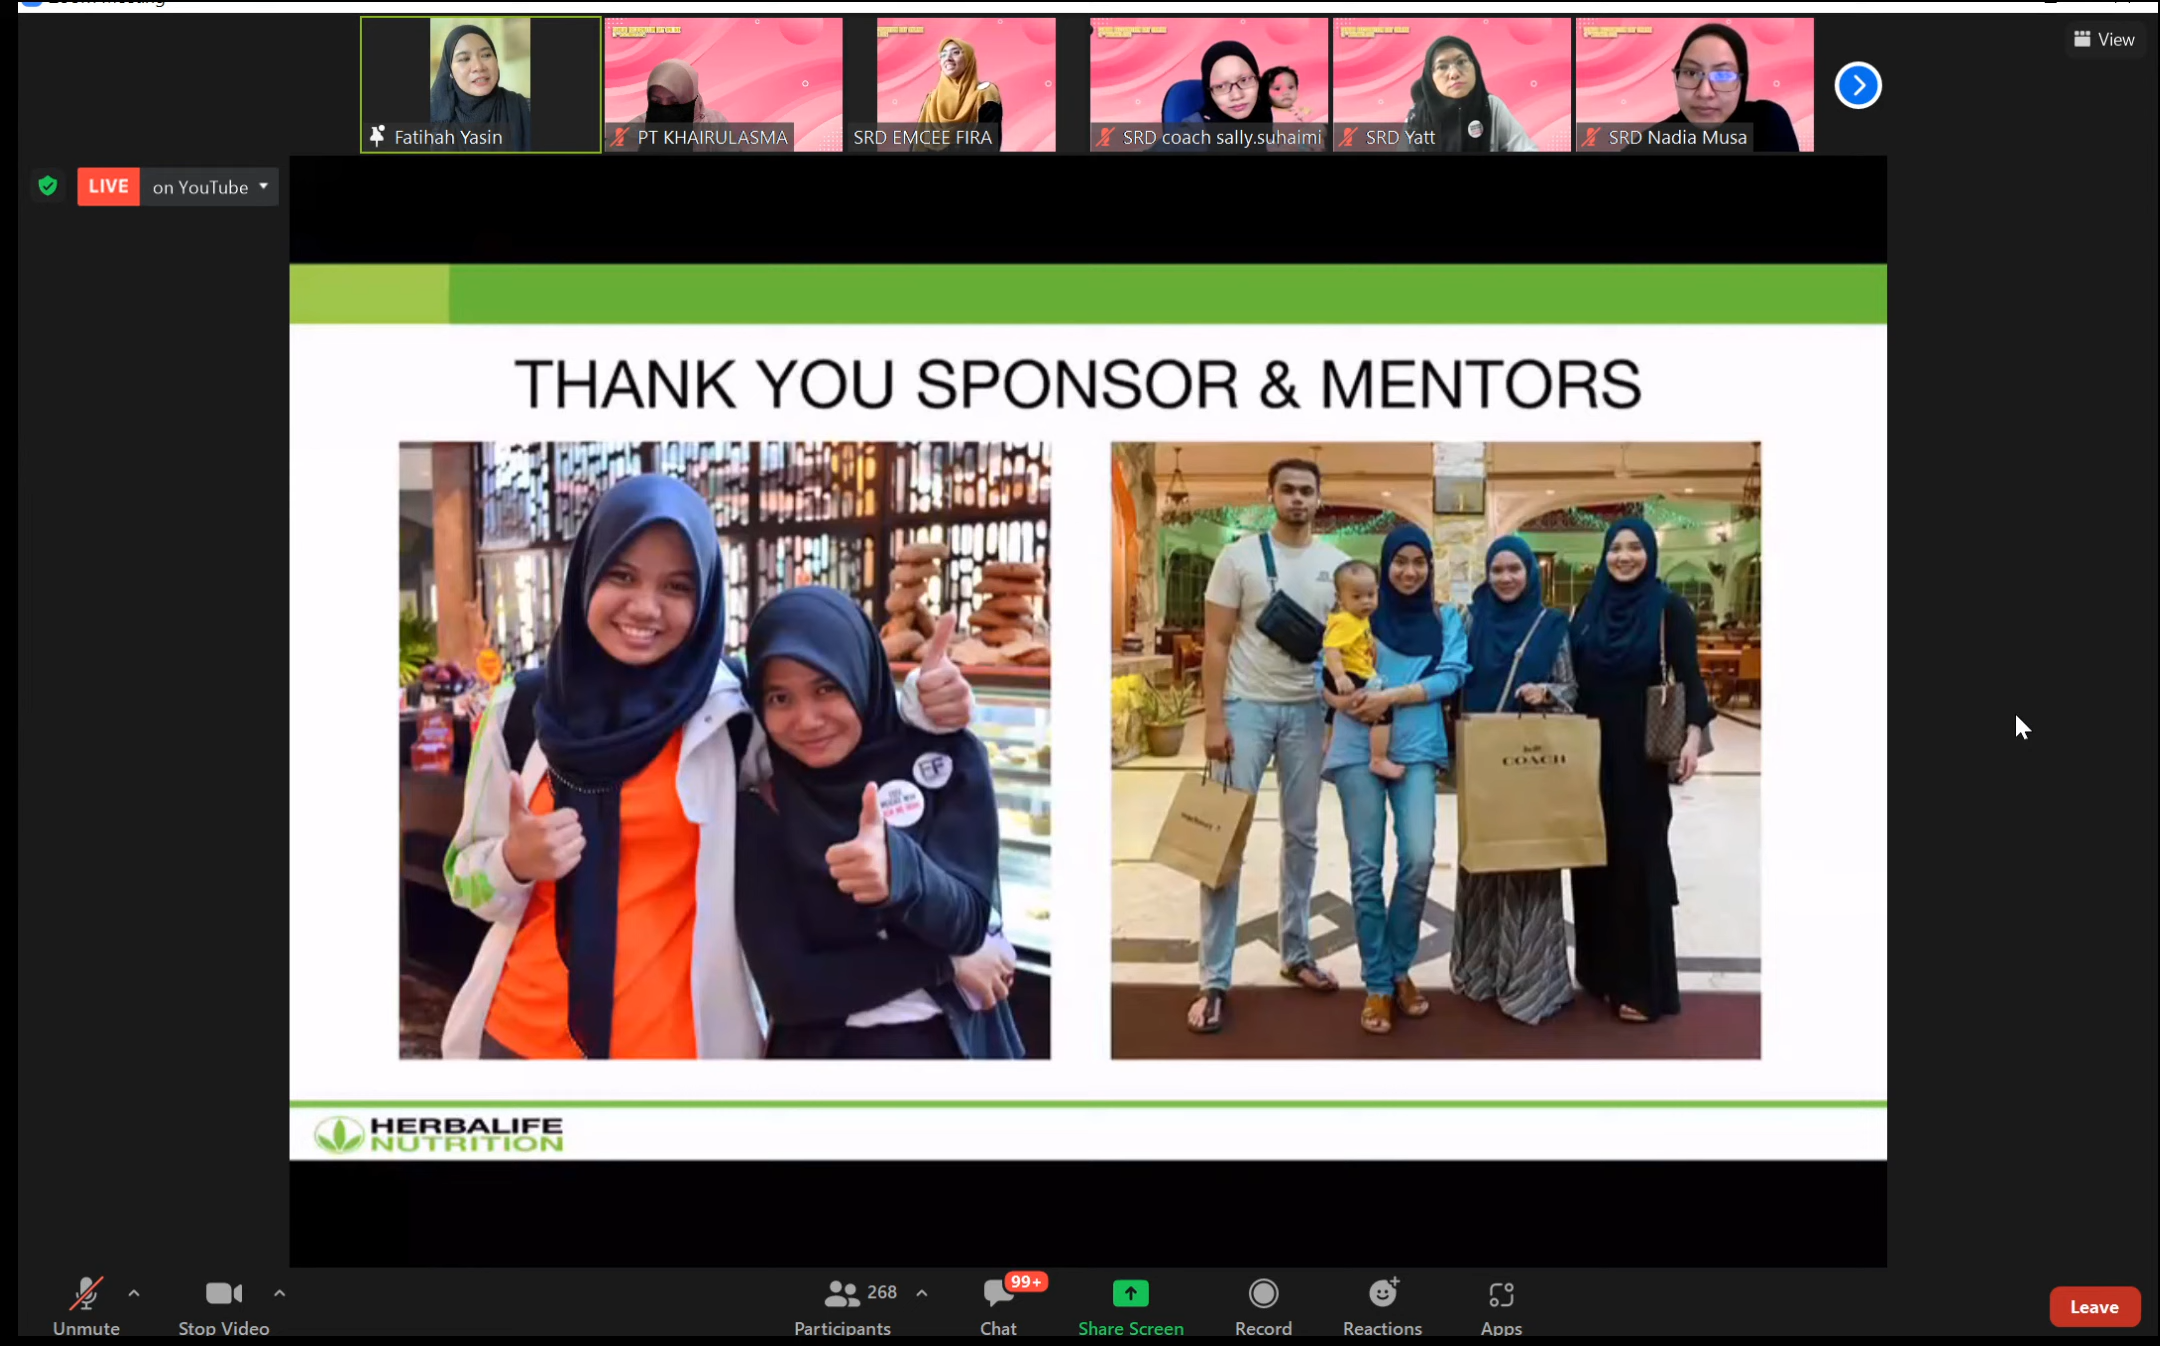 View
Fatihah Yasin
PT KHAIRULASMA
SRD EMCEE FIRA
SRD coach sally.suhaimi
SRD Yatt
SRD Nadia Musa
LIVE on YouTube
THANK YOU SPONSOR & MENTORS
FF
COACH
HERBALIFE
NUTRITION
Unmute
Stop Video
268
Participants
99+
Chat
Share Screen
Record
Reactions
Apps
Leave